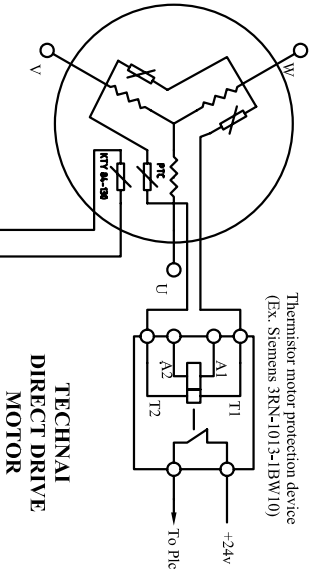 Thermistor motor protection device
(Ex. Siemens 3RN-1013-1BW10)
W
V
U
PTC
KTY 84-130
A1
A2
T1
T2
+24v
To Plc
TECHNAI
DIRECT DRIVE
MOTOR